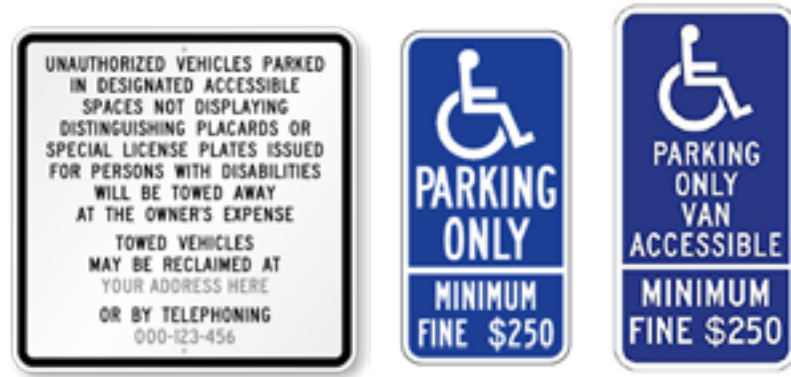 UNAUTHORIZED VEHICLES PARKED
IN DESIGNATED ACCESSIBLE
SPACES NOT DISPLAYING
DISTINGUISHING PLACARDS OR
SPECIAL LICENSE PLATES ISSUED
FOR PERSONS WITH DISABILITIES
WILL BE TOWED AWAY
AT THE OWNER'S EXPENSE
TOWED VEHICLES
MAY BE RECLAIMED AT
YOUR ADDRESS HERE
OR BY TELEPHONING
000-123-456
PARKING
ONLY
MINIMUM
FINE $250
PARKING
ONLY
VAN
ACCESSIBLE
MINIMUM
FINE $250